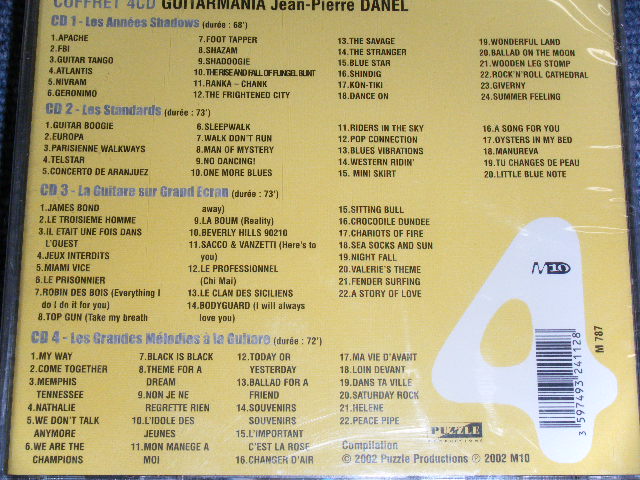 COFFRET 4CD GUITARMANIA Jean-Pierre DANEL
CD 1 - Les Années Shadows (durée : 68')
1.APACHE
2.FBI
3.GUITAR TANGO
4.ATLANTIS
5.NIVRAM
6.GERONIMO
7.FOOT TAPPER
8.SHAZAM
9.SHADOOGIE
10.THE RISE AND FALL OF FLINGEL BUNT
11.RANKA – CHANK
12.THE FRIGHTENED CITY
13.THE SAVAGE
14.THE STRANGER
15.BLUE STAR
16.SHINDIG
17.KON-TIKI
18.DANCE ON
19.WONDERFUL LAND
20.BALLAD ON THE MOON
21.WOODEN LEG STOMP
22.ROCK'N'ROLL CATHEDRAL
23.GIVERNY
24.SUMMER FEELING
CD 2 - Les Standards (durée : 73')
1.GUITAR BOOGIE
2.EUROPA
3.PARISIENNE WALKWAYS
4.TELSTAR
5.CONCERTO DE ARANJUEZ
6.SLEEPWALK
7.WALK DON'T RUN
8.MAN OF MYSTERY
9.NO DANCING!
10.ONE MORE BLUES
11.RIDERS IN THE SKY
12.POP CONNECTION
13.BLUES VIBRATIONS
14.WESTERN RIDIN'
15. MINI SKIRT
16.A SONG FOR YOU
17.OYSTERS IN MY BED
18.MANUREVA
19.TU CHANGES DE PEAU
20.LITTLE BLUE NOTE
CD 3 - La Guitare sur Grand Ecran (durée : 73')
1.JAMES BOND
2.LE TROISIEME HOMME
3.IL ETAIT UNE FOIS DANS
L'OUEST
4.JEUX INTERDITS
5.MIAMI VICE
6.LE PRISONNIER
7.ROBIN DES BOIS (Everything I
do I do it for you)
8.TOP GUN (Take my breath
away)
9.LA BOUM (Reality)
10.BEVERLY HILLS 90210
11.SACCO & VANZETTI (Here's to
you)
12.LE PROFESSIONNEL
(Chi Mai)
13.LE CLAN DES SICILIENS
14.BODYGUARD (I will always
love you)
15.SITTING BULL
16.CROCODILE DUNDEE
17.CHARIOTS OF FIRE
18.SEA SOCKS AND SUN
19.NIGHT FALL
20.VALERIE'S THEME
21.FENDER SURFING
22.A STORY OF LOVE
CD 4 - Les Grandes Mélodies à la Guitare (durée : 72')
1.MY WAY
2.COME TOGETHER
3.MEMPHIS
TENNESSEE
4.NATHALIE
5.WE DON'T TALK
ANYMORE
6.WE ARE THE
CHAMPIONS
7.BLACK IS BLACK
8.THEME FOR A
DREAM
9.NON JE NE
REGRETTE RIEN
10.L'IDOLE DES
JEUNES
11.MON MANEGE A
MOI
12.TODAY OR
YESTERDAY
13.BALLAD FOR A
FRIEND
14.SOUVENIRS
SOUVENIRS
15.L'IMPORTANT
C'EST LA ROSE
16.CHANGER D'AIR
17.MA VIE D'AVANT
18.LOIN DEVANT
19.DANS TA VILLE
20.SATURDAY ROCK
21.HELENE
22.PEACE PIPE
4
M10
M 787
3 597493 241128
PUZZLE
PRODUCTIONS
Compilation
© 2002 Puzzle Productions ℗ 2002 M10